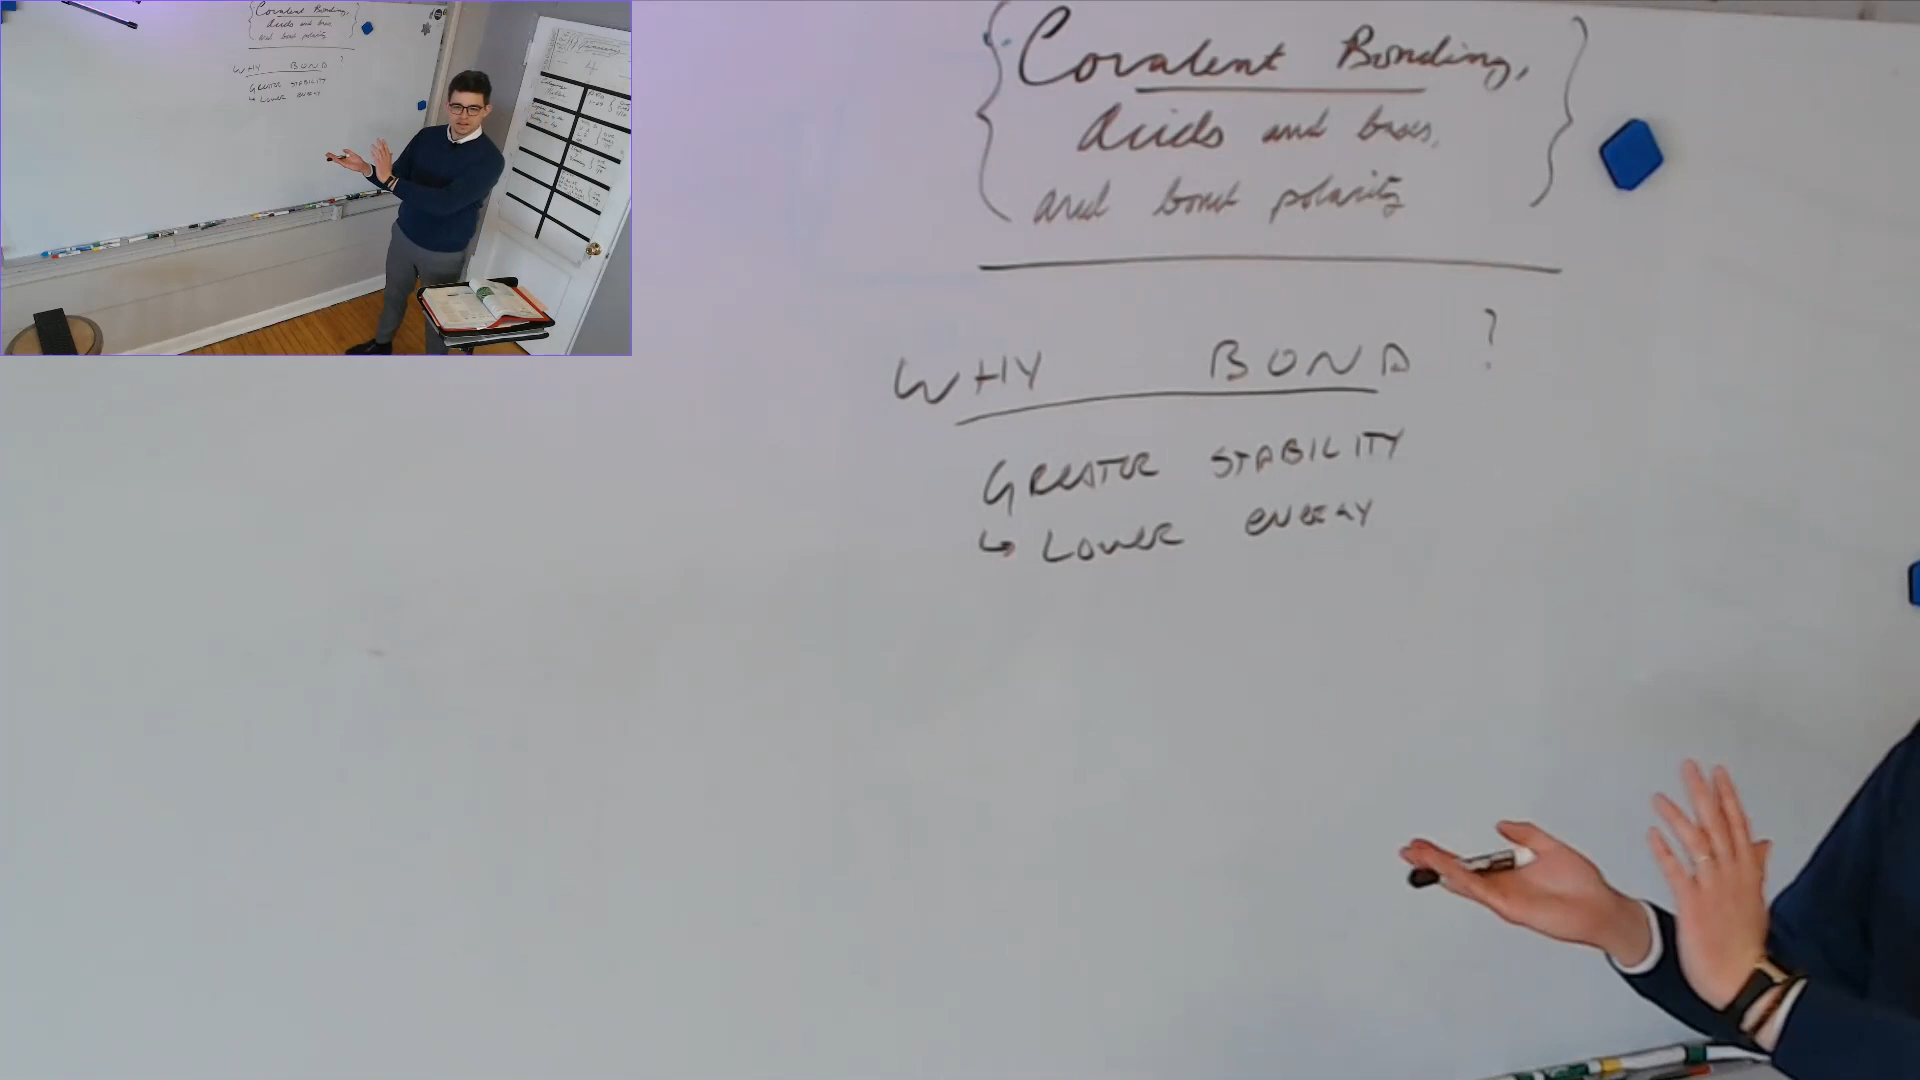 Covalent Bonding,
Acids and bases,
and bond polarity
WHY BOND ?
GREATER STABILITY
↳ LOWER ENERGY